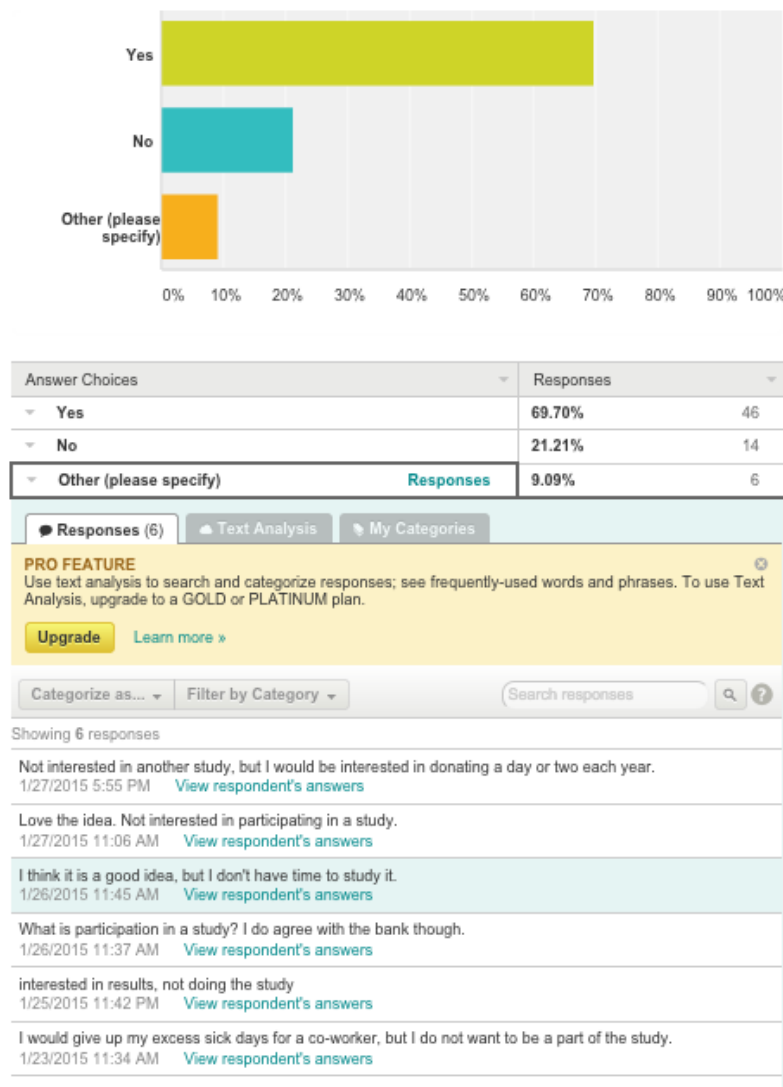 Yes
No
Other (please
specify)
0% 10% 20% 30% 40% 50% 60% 70% 80% 90% 100%
Answer Choices Responses
Yes 69.70% 46
No 21.21% 14
Other (please specify) Responses 9.09% 6
Responses (6) Text Analysis My Categories
PRO FEATURE
Use text analysis to search and categorize responses; see frequently-used words and phrases. To use Text
Analysis, upgrade to a GOLD or PLATINUM plan.
Upgrade Learn more »
Categorize as... Filter by Category Search responses ?
Showing 6 responses
Not interested in another study, but I would be interested in donating a day or two each year.
1/27/2015 5:55 PM View respondent's answers
Love the idea. Not interested in participating in a study.
1/27/2015 11:06 AM View respondent's answers
I think it is a good idea, but I don't have time to study it.
1/26/2015 11:45 AM View respondent's answers
What is participation in a study? I do agree with the bank though.
1/26/2015 11:37 AM View respondent's answers
interested in results, not doing the study
1/25/2015 11:42 PM View respondent's answers
I would give up my excess sick days for a co-worker, but I do not want to be a part of the study.
1/23/2015 11:34 AM View respondent's answers